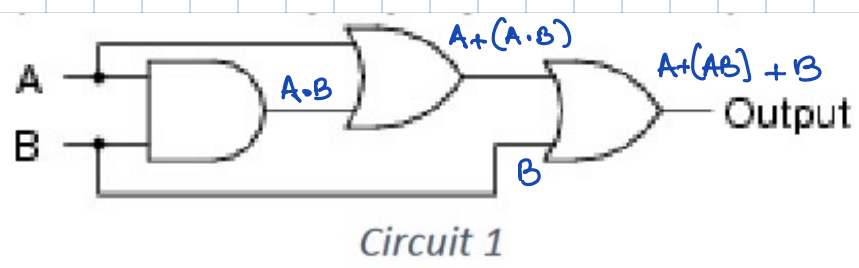 A+(A·B)
A+(AB) + B
A
A·B
Output
B
B
Circuit 1